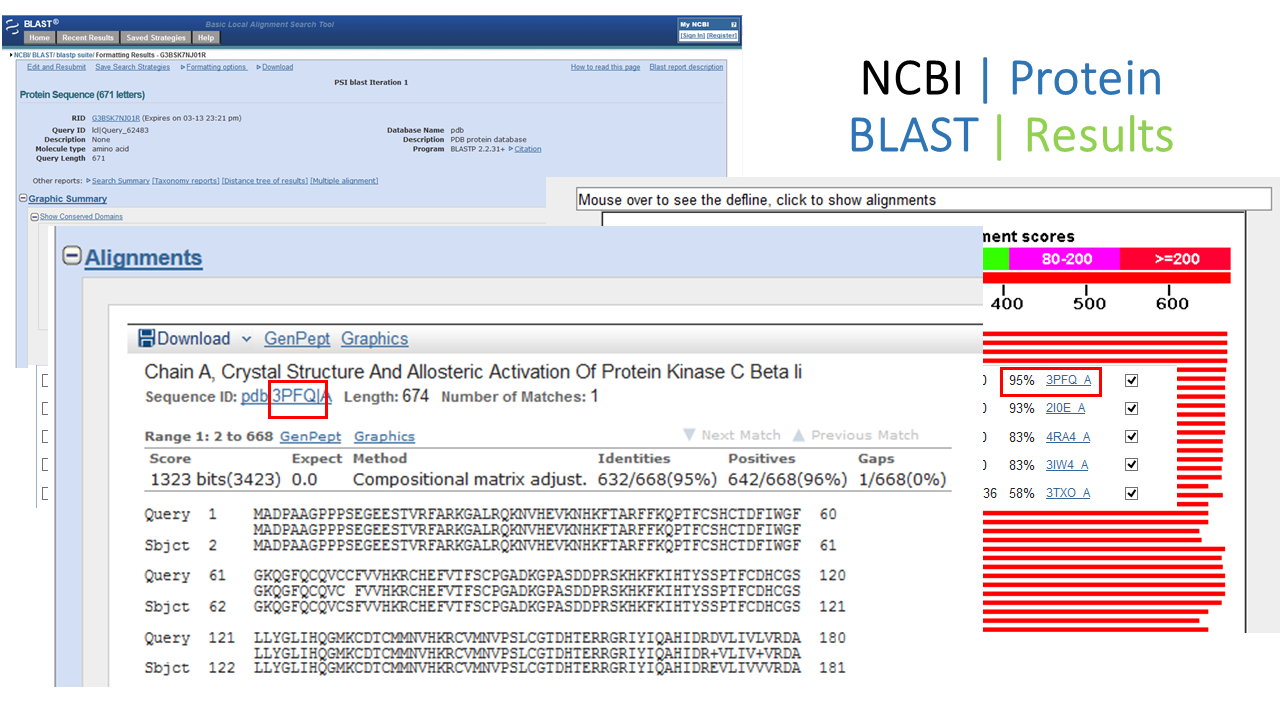 BLAST®
Basic Local Alignment Search Tool
Home Recent Results Saved Strategies Help
My NCBI ?
[Sign In] [Register]
NCBI/ BLAST/ blastp suite/ Formatting Results - G3BSK7NJ01R
Edit and Resubmit Save Search Strategies Formatting options Download
How to read this page Blast report description
PSI blast Iteration 1
Protein Sequence (671 letters)
RID G3BSK7NJ01R (Expires on 03-13 23:21 pm)
Query ID lcl|Query_62483
Description None
Molecule type amino acid
Query Length 671
Database Name pdb
Description PDB protein database
Program BLASTP 2.2.31+ Citation
Other reports: Search Summary [Taxonomy reports] [Distance tree of results] [Multiple alignment]
Graphic Summary
Show Conserved Domains
NCBI | Protein
BLAST | Results
Mouse over to see the defline, click to show alignments
ment scores
80-200 >=200
400 500 600
0 95% 3PFQ_A
0 93% 2I0E_A
0 83% 4RA4_A
0 83% 3IW4_A
36 58% 3TXO_A
Alignments
Download GenPept Graphics
Chain A, Crystal Structure And Allosteric Activation Of Protein Kinase C Beta Ii
Sequence ID: pdb|3PFQ|A Length: 674 Number of Matches: 1
Range 1: 2 to 668 GenPept Graphics
Next Match Previous Match
Score Expect Method Identities Positives Gaps
1323 bits(3423) 0.0 Compositional matrix adjust. 632/668(95%) 642/668(96%) 1/668(0%)
Query 1 MADPAAGPPPSEGEESTVRFARKGALRQKNVHEVKNHKFTARFFKQPTFCSHCTDFIWGF 60
MADPAAGPPPSEGEESTVRFARKGALRQKNVHEVKNHKFTARFFKQPTFCSHCTDFIWGF
Sbjct 2 MADPAAGPPPSEGEESTVRFARKGALRQKNVHEVKNHKFTARFFKQPTFCSHCTDFIWGF 61
Query 61 GKQGFQCQVCCFVVHKRCHEFVTFSCPGADKGPASDDPRSKHKFKIHTYSSPTFCDHCGS 120
GKQGFQCQVC FVVHKRCHEFVTFSCPGADKGPASDDPRSKHKFKIHTYSSPTFCDHCGS
Sbjct 62 GKQGFQCQVCSFVVHKRCHEFVTFSCPGADKGPASDDPRSKHKFKIHTYSSPTFCDHCGS 121
Query 121 LLYGLIHQGMKCDTCMMNVHKRCVMNVPSLCGTDHTERRGRIYIQAHIDRDVLIVLVRDA 180
LLYGLIHQGMKCDTCMMNVHKRCVMNVPSLCGTDHTERRGRIYIQAHIDR+VLIV+VRDA
Sbjct 122 LLYGLIHQGMKCDTCMMNVHKRCVMNVPSLCGTDHTERRGRIYIQAHIDREVLIVVVRDA 181